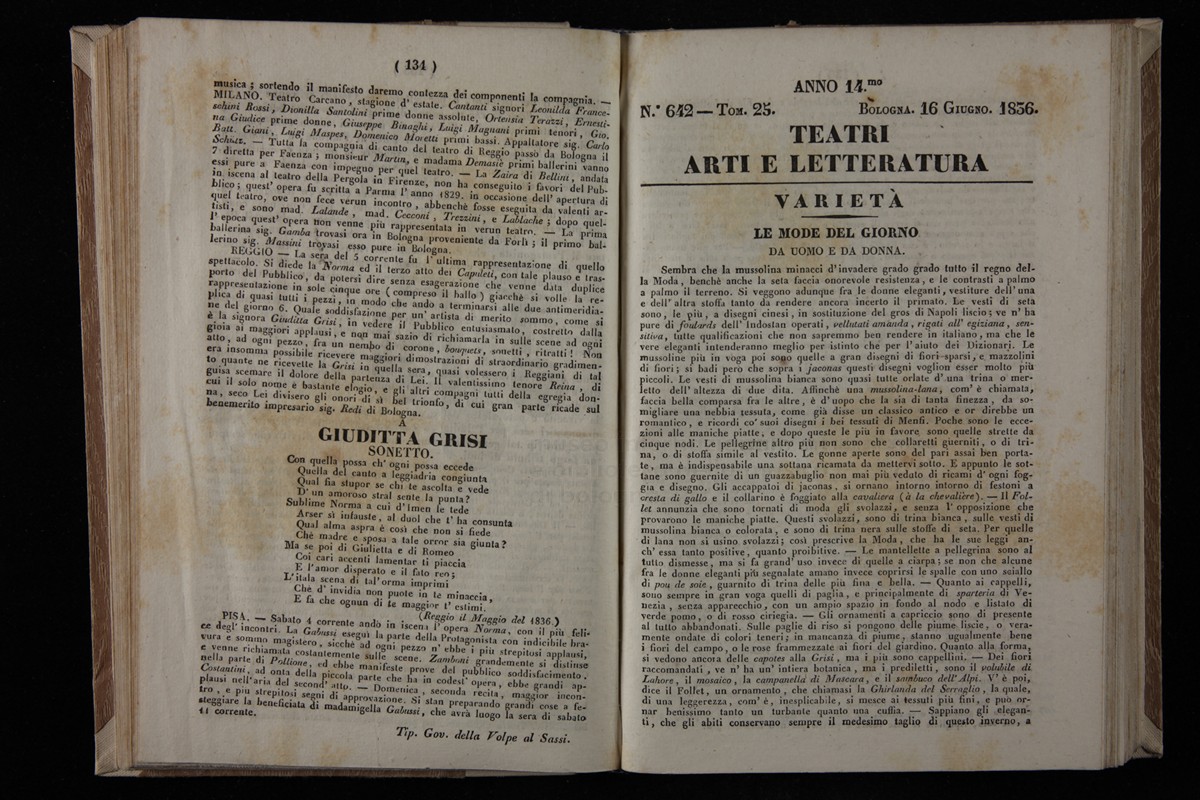 ( 134 )
musica ; sortendo il manifesto daremo contezza dei componenti la compagnia. —
MILANO. Teatro Carcano, stagione d' estate. Cantanti signori Leonilda France-
schini Rossi, Dionilla Santolini prime donne assolute, Ortensia Terazzi, Ernesti-
na Giudice prime donne, Giuseppe Binaghi, Luigi Magnani primi tenori, Gio.
Batt. Giani, Luigi Maspes, Domenico Moretti primi bassi. Appaltatore sig. Carlo
Schütz. — Tutta la compagnia di canto del teatro di Reggio passò da Bologna il
7 diretta per Faenza ; monsieur Martin, e madama Demasiè primi ballerini vanno
essi pure a Faenza con impegno per quel teatro. — La Zaira di Bellini, andata
in iscena al teatro della Pergola in Firenze, non ha conseguito i favori del Pub-
blico ; quest' opera fu scritta a Parma l' anno 1829. in occasione dell' apertura di
quel teatro, ove non fece verun incontro, abbenchè fosse eseguita da valenti ar-
tisti, e sono mad. Lalande, mad. Cecconi, Trezzini, e Lablache ; dopo quel-
l' epoca quest' opera non venne più rappresentata in verun teatro. — La prima
ballerina sig. Gamba trovasi ora in Bologna proveniente da Forlì ; il primo bal-
lerino sig. Massini trovasi esso pure in Bologna.
REGGIO — La sera del 5 corrente fu l' ultima rappresentazione di quello
spettacolo. Si diede la Norma ed il terzo atto dei Capuleti, con tale plauso e tras-
porto del Pubblico, da potersi dire senza esagerazione che venne data duplice
rappresentazione in sole cinque ore ( compreso il ballo ) giacchè si volle la re-
plica di quasi tutti i pezzi, in modo che andò a terminarsi alle due antimeridia-
ne del giorno 6. Quale soddisfazione per un' artista di merito sommo, come si
è la signora Giuditta Grisi, in vedere il Pubblico entusiasmato, costretto dalla
gioia ai maggiori applausi, e non mai sazio di richiamarla in sulle scene ad ogni
atto, ad ogni pezzo, fra un nembo di corone, bouquets, sonetti, ritratti ! Non
era insomma possibile ricevere maggiori dimostrazioni di straordinario gradimen-
to quante ne ricevette la Grisi in quella sera, quasi volessero i Reggiani di tal
guisa scemare il dolore della partenza di Lei. Il valentissimo tenore Reina, di
cui il solo nome è bastante elogio, e gli altri compagni tutti della egregia don-
na, seco Lei divisero gli onori di sì bel trionfo, di cui gran parte ricade sul
benemerito impresario sig. Redi di Bologna.
A
GIUDITTA GRISI
SONETTO.
Con quella possa ch' ogni possa eccede
Quella del canto a leggiadria congiunta
Qual fia stupor se chi te ascolta e vede
D' un amoroso stral sente la punta?
Sublime Norma a cui d'Imen le tede
Arser sì infauste, al duol che t' ha consunta
Qual alma aspra è così che non si fiede
Chè madre e sposa a tale orror sia giunta?
Ma se poi di Giulietta e di Romeo
Coi cari accenti lamentar ti piaccia
E l'amor disperato e il fato reo ;
L'itala scena di tal' orma imprimi
Chè d' invidia non puote in te minaccia,
E fa che ognun di te maggior t' estimi.
(Reggio il Maggio del 1836.)
PISA. — Sabato 4 corrente andò in iscena l' opera Norma, con il più feli-
ce degl' incontri. La Gabussi eseguì la parte della Protagonista con indicibile bra-
vura e sommo magistero, sicchè ad ogni pezzo n' ebbe i più strepitosi applausi,
e venne richiamata costantemente sulle scene. Zamboni grandemente si distinse
nella parte di Pollione, ed ebbe manifeste prove del pubblico soddisfacimento.
Costantini, ad onta della piccola parte che ha in codest' opera, ebbe grandi ap-
plausi nell'aria del second' atto. — Domenica, seconda recita, maggior incon-
tro, e più strepitosi segni di approvazione. Si stan preparando grandi cose a fe-
steggiare la beneficiata di madamigella Gabussi, che avrà luogo la sera di sabato
11 corrente.
Tip. Gov. della Volpe al Sassi.
ANNO 14.mo
N.° 642 — Tom. 25. Bologna. 16 Giugno. 1836.
TEATRI
ARTI E LETTERATURA
VARIETÀ
LE MODE DEL GIORNO
DA UOMO E DA DONNA.
Sembra che la mussolina minacci d'invadere grado grado tutto il regno del-
la Moda, benchè anche la seta faccia onorevole resistenza, e le contrasti a palmo
a palmo il terreno. Si veggono adunque fra le donne eleganti, vestiture dell' una
e dell' altra stoffa tanto da rendere ancora incerto il primato. Le vesti di seta
sono, le più, a disegni cinesi, in sostituzione del gros di Napoli liscio ; ve n' ha
pure di foulards dell' Indostan operati, vellutati amanda, rigati all' egiziana, sen-
sitiva, tutte qualificazioni che non sapremmo ben rendere in italiano, ma che le
vere eleganti intenderanno meglio per istinto che per l' aiuto dei Dizionarj. Le
mussoline più in voga poi sono quelle a gran disegni di fiori-sparsi, e mazzolini
di fiori ; si badi però che sopra i jaconas questi disegni voglion esser molto più
piccoli. Le vesti di mussolina bianca sono quasi tutte orlate d' una trina o mer-
letto dell' altezza di due dita. Affinchè una mussolina-lana, com' è chiamata,
faccia bella comparsa fra le altre, è d'uopo che la sia di tanta finezza, da so-
migliare una nebbia tessuta, come già disse un classico antico e or direbbe un
romantico, e ricordi co' suoi disegni i bei tessuti di Menfi. Poche sono le ecce-
zioni alle maniche piatte, e dopo queste le più in favore sono quelle strette da
cinque nodi. Le pellegrine altro più non sono che collaretti guerniti, o di tri-
na, o di stoffa simile al vestito. Le gonne aperte sono del pari assai ben porta-
te, ma è indispensabile una sottana ricamata da mettervi sotto. E appunto le sot-
tane sono guernite di un guazzabuglio non mai più veduto di ricami d' ogni fog-
gia e disegno. Gli accappatoi di jaconas, si ornano intorno intorno di festoni a
cresta di gallo e il collarino è foggiato alla cavaliera (à la chevalière). — Il Fol-
let annunzia che sono tornati di moda gli svolazzi, e senza l' opposizione che
provarono le maniche piatte. Questi svolazzi, sono di trina bianca, sulle vesti di
mussolina bianca o colorata, e sono di trina nera sulle stoffe di seta. Per quelle
di lana non si usino svolazzi ; così prescrive la Moda, che ha le sue leggi an-
ch' essa tanto positive, quanto proibitive. — Le mantellette a pellegrina sono al
tutto dismesse, ma si fa grand' uso invece di quelle a ciarpa ; se non che alcune
fra le donne eleganti più segnalate amano invece coprirsi le spalle con uno sciallo
di pou de soie, guarnito di trina delle più fina e bella. — Quanto ai cappelli,
sono sempre in gran voga quelli di paglia, e principalmente di sparteria di Ve-
nezia, senza apparecchio, con un ampio spazio in fondo al nodo e listato di
verde pomo, o di rosso ciriegia. — Gli ornamenti a capriccio sono di presente
al tutto abbandonati. Sulle paglie di riso si pongono delle piume liscie, o vera-
mente ondate di colori teneri ; in mancanza di piume, stanno ugualmente bene
i fiori del campo, o le rose frammezzate ai fiori del giardino. Quanto alla forma,
si vedono ancora delle capotes alla Grisi, ma i più sono cappellini. — Dei fiori
raccomandati, ve n' ha un' intiera botanica, ma i prediletti, sono il volubile di
Lahore, il mosaico, la campanella di Muscara, e il sambuco dell' Alpi. V' è poi,
dice il Follet, un ornamento, che chiamasi la Ghirlanda del Serraglio, la quale,
di una leggerezza, com' è, inesplicabile, si mesce ai tessuti più fini, e può or-
nar benissimo tanto un turbante quanto una cuffia. — Sappiano gli elegan-
ti, che gli abiti conservano sempre il medesimo taglio di questo inverno, a